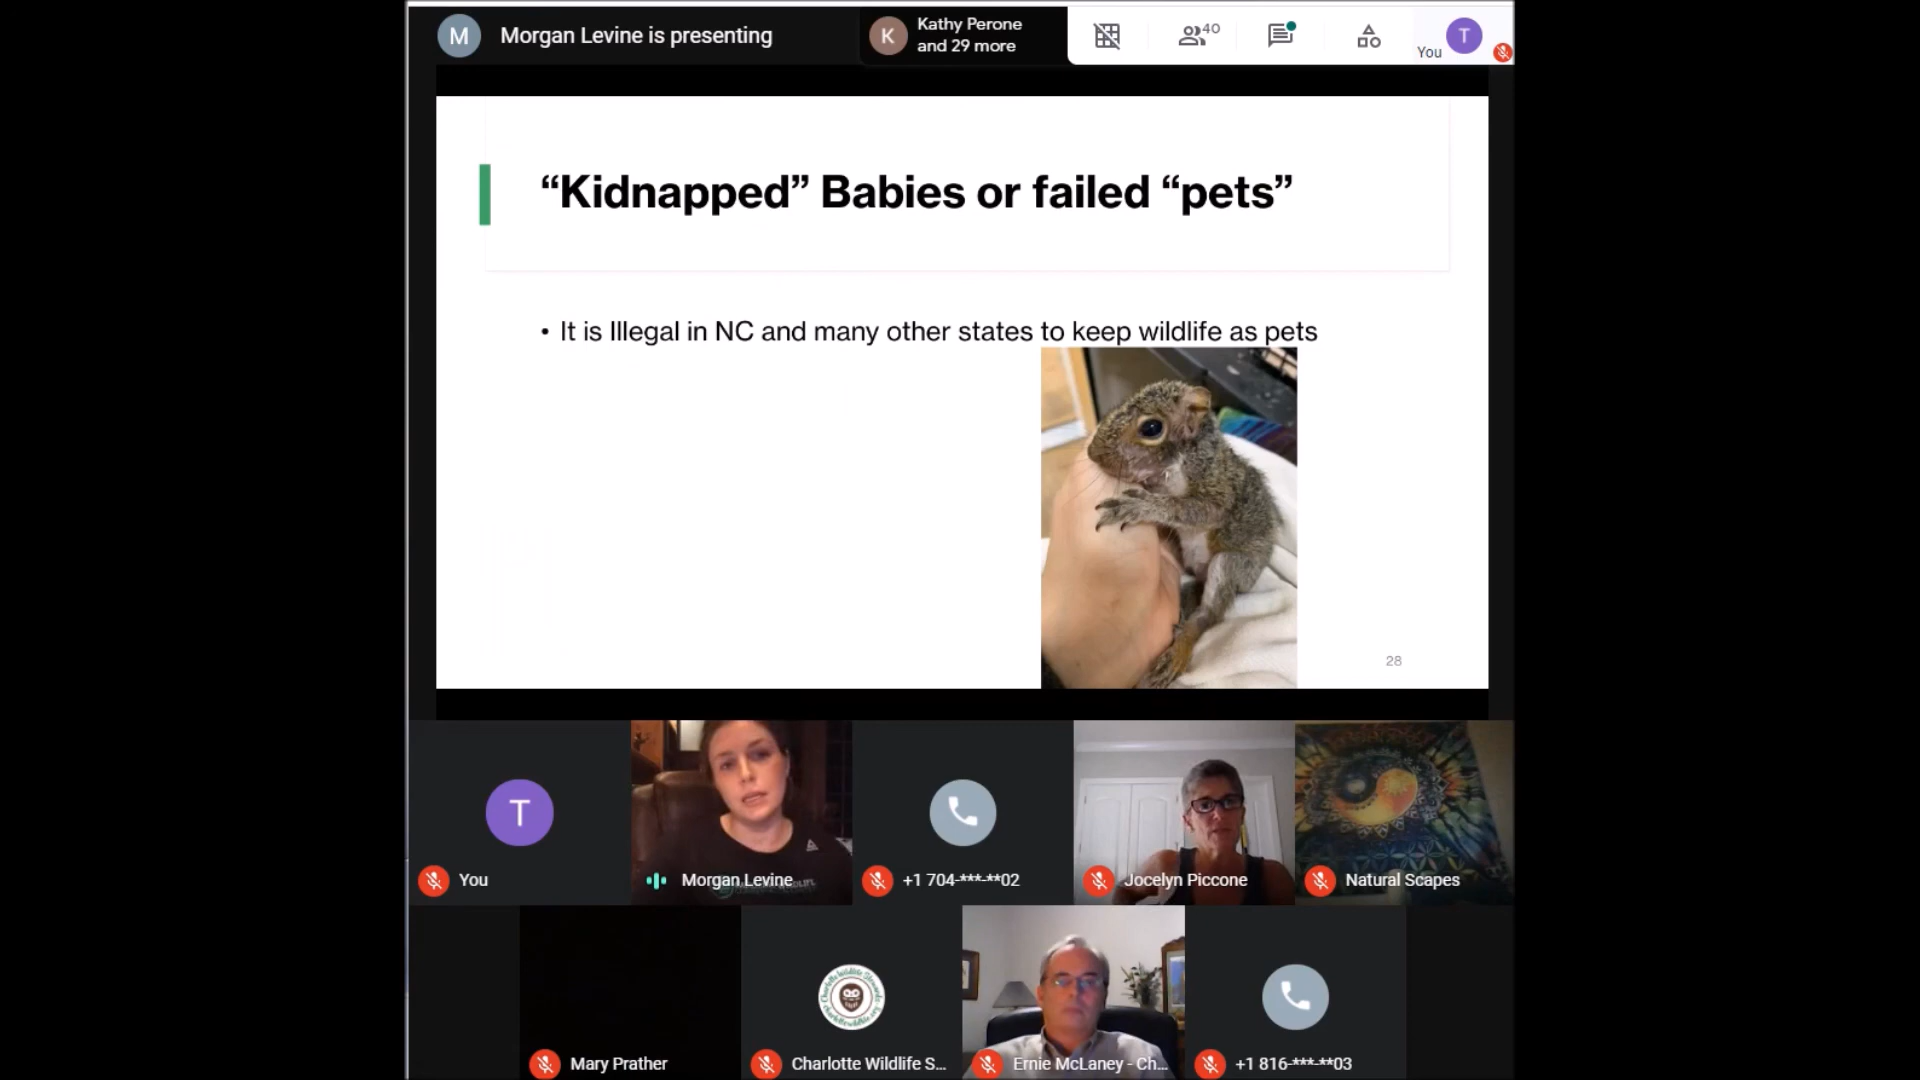 M
Morgan Levine is presenting
K
Kathy Perone
and 29 more
40
You
T
“Kidnapped” Babies or failed “pets”
• It is Illegal in NC and many other states to keep wildlife as pets
28
T
You
Morgan Levine
+1 704-***-**02
Jocelyn Piccone
Natural Scapes
Mary Prather
Charlotte Wildlife S...
Ernie McLaney - Ch...
+1 816-***-**03